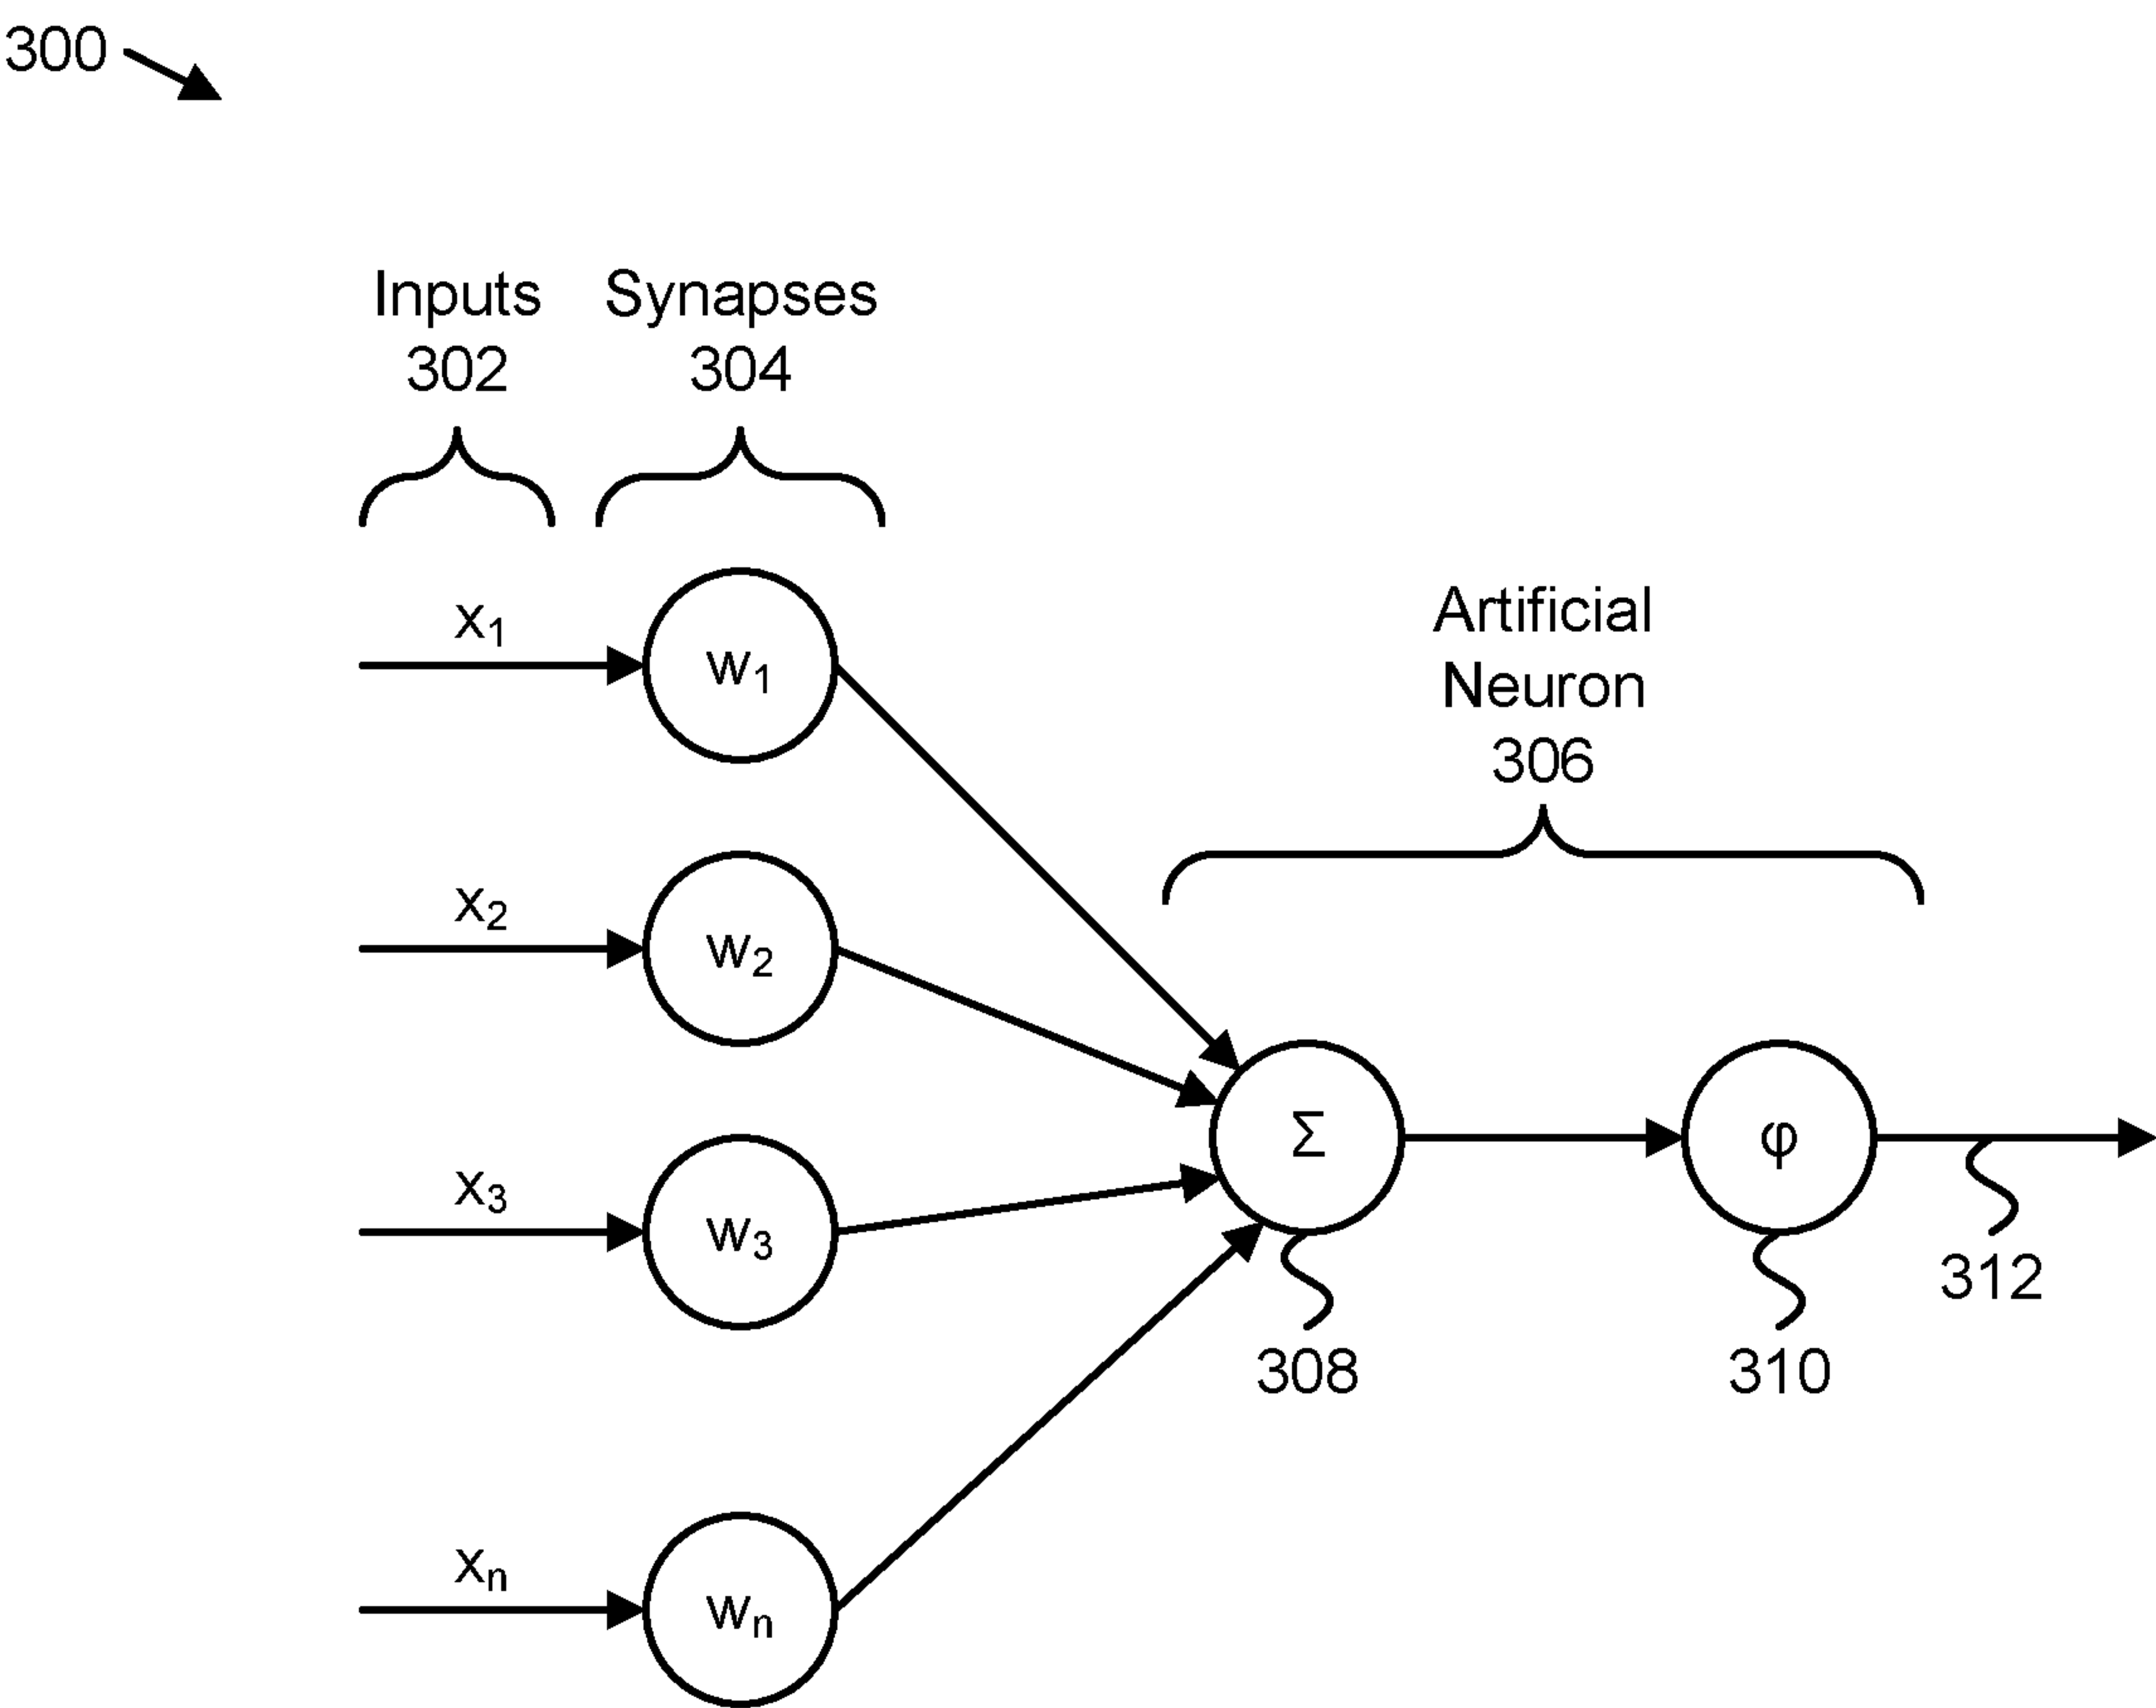 300
Inputs
302
Synapses
304
x₁
w₁
Artificial
Neuron
306
x₂
w₂
Σ
φ
x₃
w₃
312
308
310
xₙ
wₙ